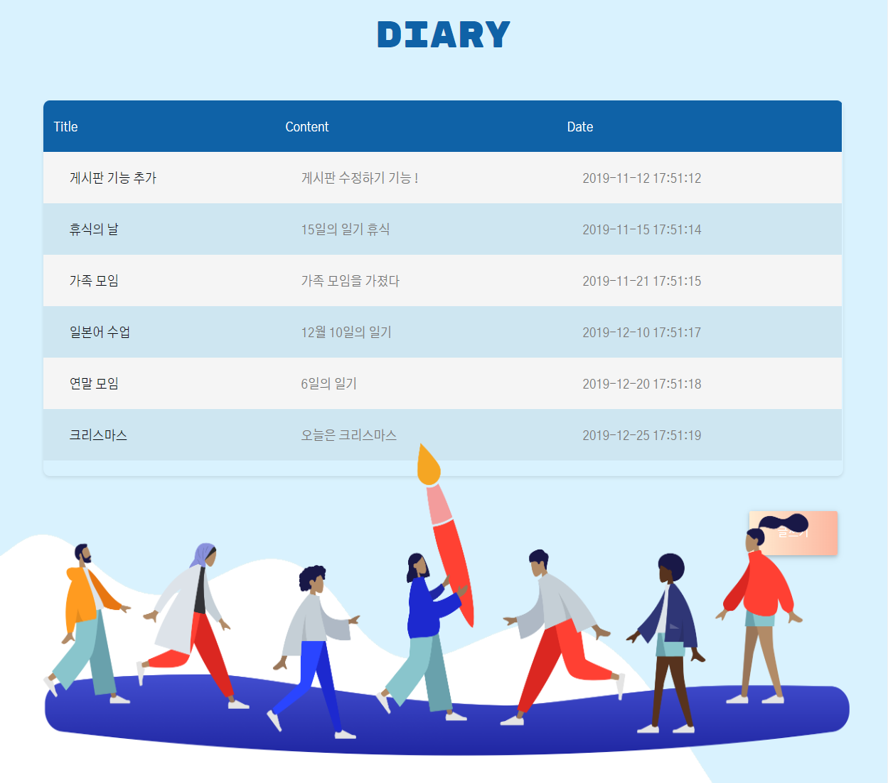 DIARY
Title Content Date
게시판 기능 추가 게시판 수정하기 기능 ! 2019-11-12 17:51:12
휴식의 날 15일의 일기 휴식 2019-11-15 17:51:14
가족 모임 가족 모임을 가졌다 2019-11-21 17:51:15
일본어 수업 12월 10일의 일기 2019-12-10 17:51:17
연말 모임 6일의 일기 2019-12-20 17:51:18
크리스마스 오늘은 크리스마스 2019-12-25 17:51:19